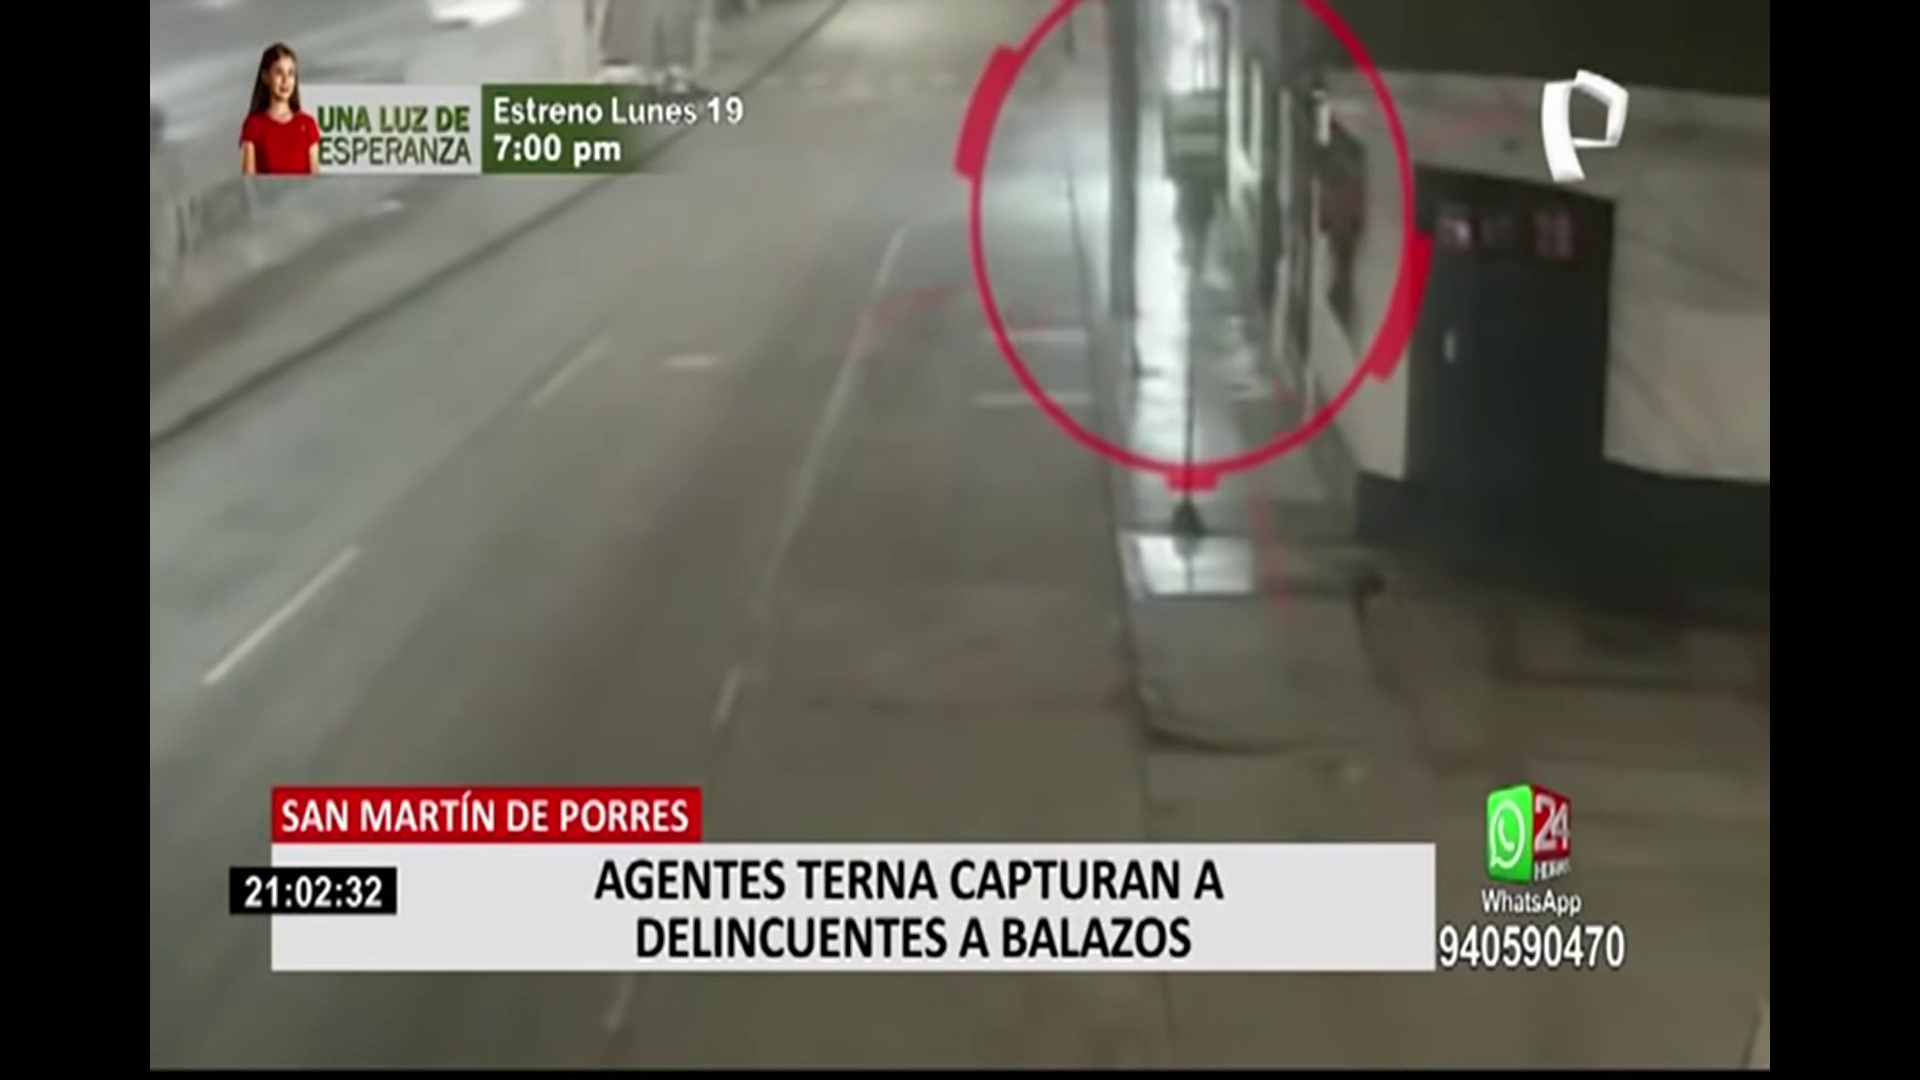 UNA LUZ DE
ESPERANZA
Estreno Lunes 19
7:00 pm
SAN MARTÍN DE PORRES
AGENTES TERNA CAPTURAN A
DELINCUENTES A BALAZOS
21:02:32
24
HORAS
WhatsApp
940590470